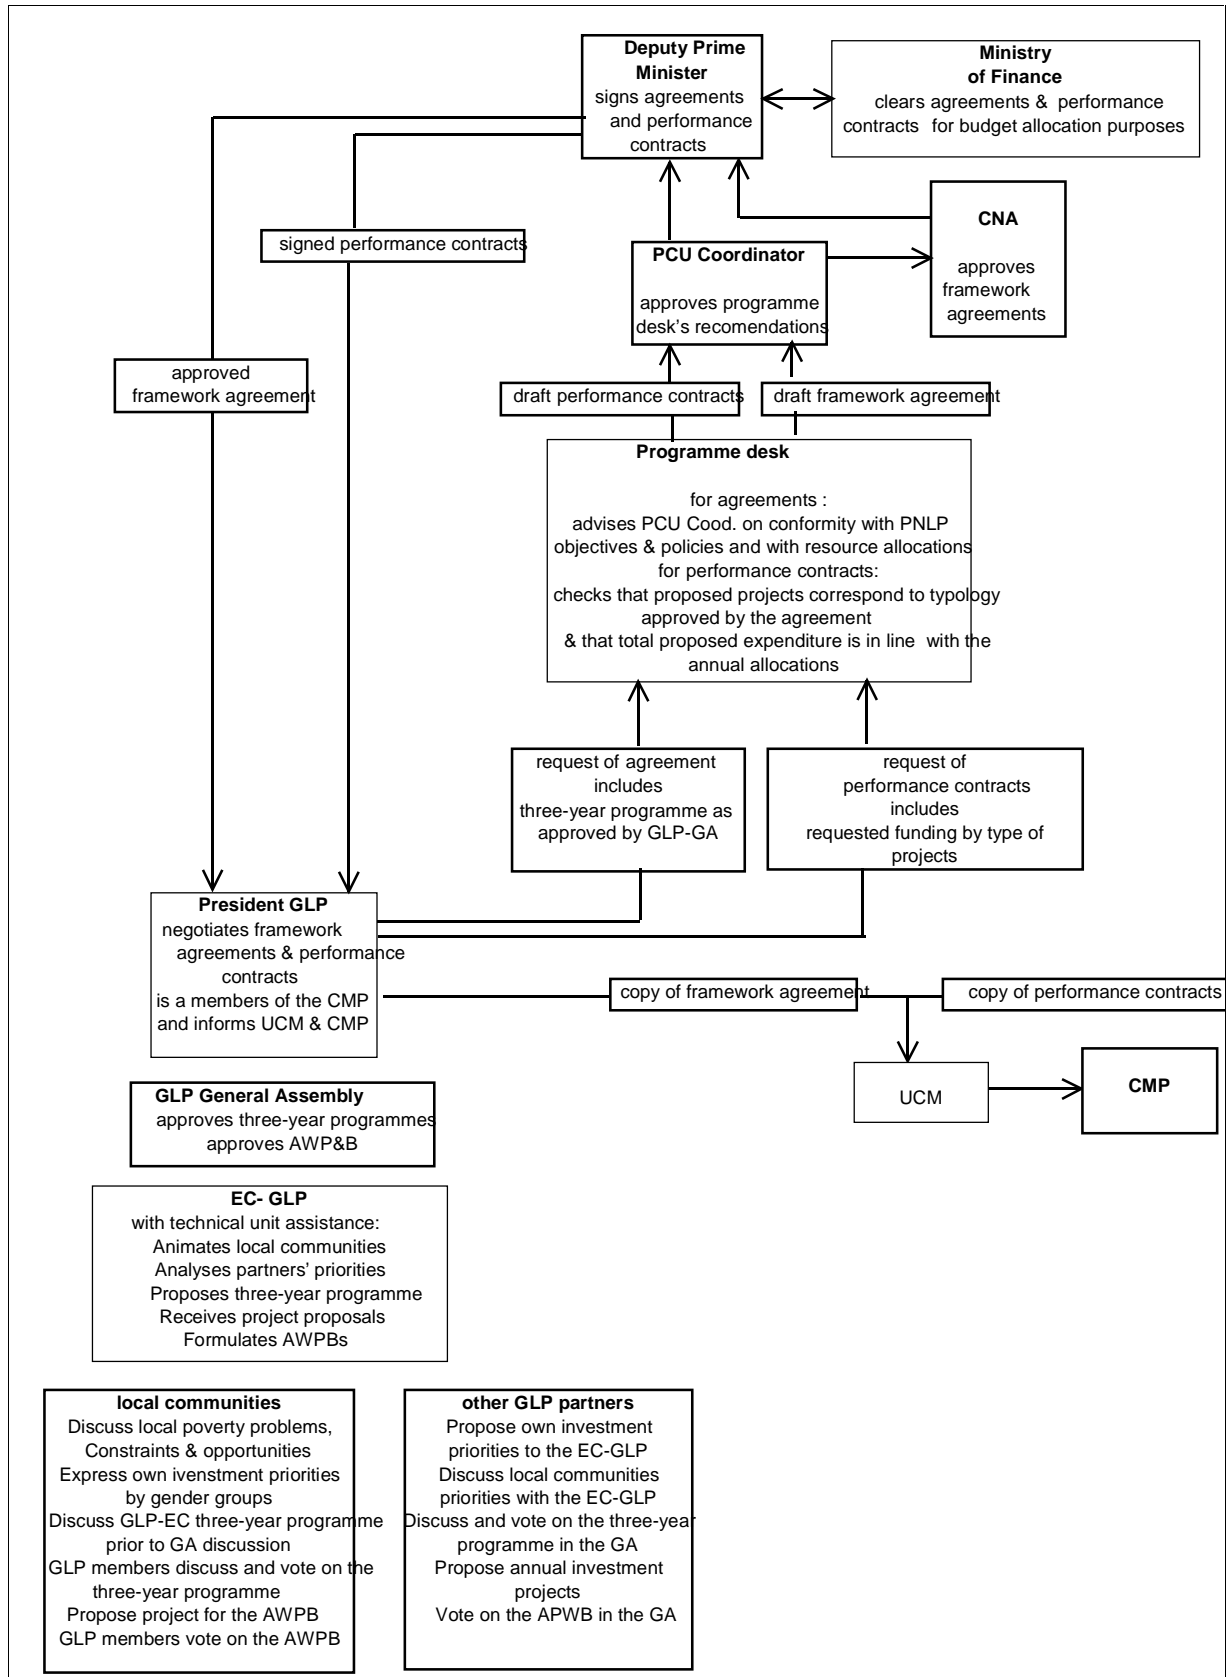 Deputy Prime
Minister
signs agreements
and performance
contracts
Ministry
of Finance
clears agreements & performance
contracts for budget allocation purposes
CNA
approves
framework
agreements
signed performance contracts
PCU Coordinator
approves programme
desk's recomendations
approved
framework agreement
draft performance contracts
draft framework agreement
Programme desk
for agreements :
advises PCU Cood. on conformity with PNLP
objectives & policies and with resource allocations
for performance contracts:
checks that proposed projects correspond to typology
approved by the agreement
& that total proposed expenditure is in line with the
annual allocations
request of agreement
includes
three-year programme as
approved by GLP-GA
request of
performance contracts
includes
requested funding by type of
projects
President GLP
negotiates framework
agreements & performance
contracts
is a members of the CMP
and informs UCM & CMP
copy of framework agreement
copy of performance contracts
UCM
CMP
GLP General Assembly
approves three-year programmes
approves AWP&B
EC- GLP
with technical unit assistance:
Animates local communities
Analyses partners' priorities
Proposes three-year programme
Receives project proposals
Formulates AWPBs
local communities
Discuss local poverty problems,
Constraints & opportunities
Express own ivenstment priorities
by gender groups
Discuss GLP-EC three-year programme
prior to GA discussion
GLP members discuss and vote on the
three-year programme
Propose project for the AWPB
GLP members vote on the AWPB
other GLP partners
Propose own investment
priorities to the EC-GLP
Discuss local communities
priorities with the EC-GLP
Discuss and vote on the three-year
programme in the GA
Propose annual investment
projects
Vote on the APWB in the GA